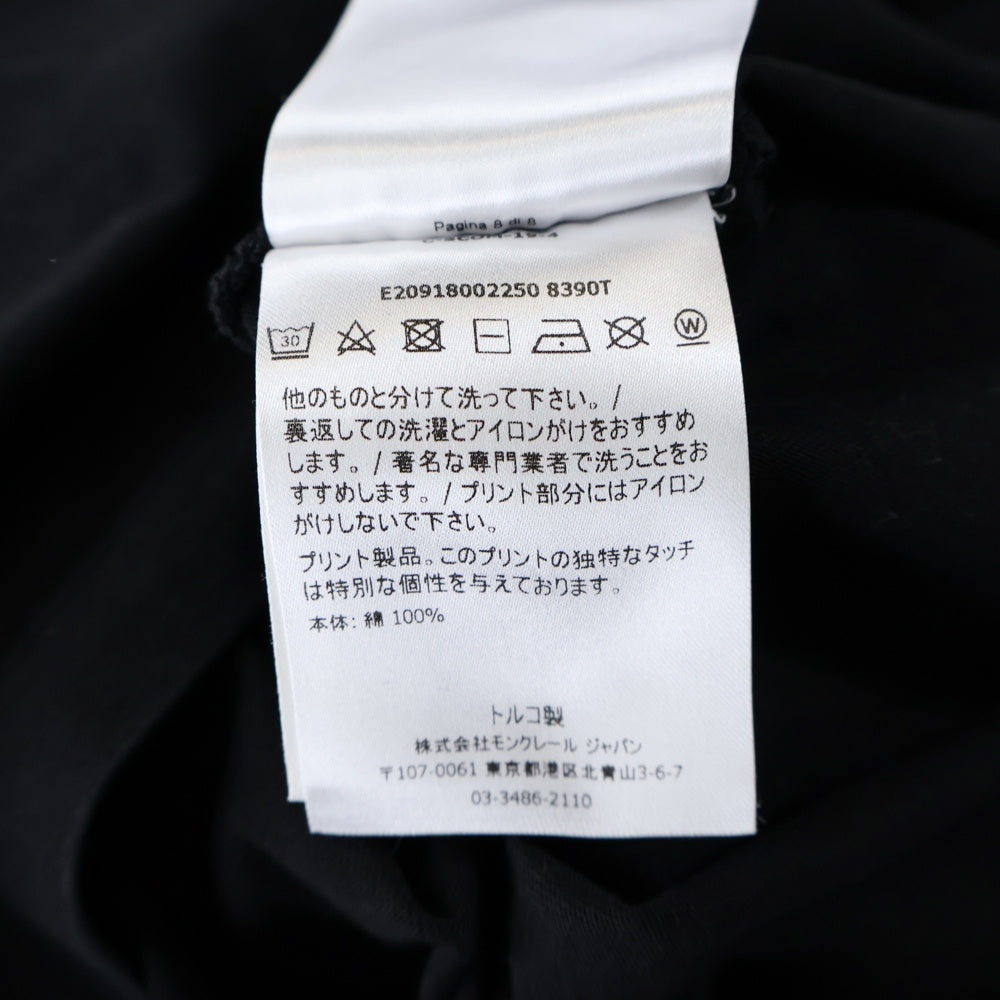 Pagina 8 di 8
E20918002250 8390T
30
W
他のものと分けて洗って下さい。/
裏返しての洗濯とアイロンがけをおすすめ
します。/ 著名な専門業者で洗うことをお
すすめします。/ プリント部分にはアイロン
がけしないで下さい。
プリント製品。このプリントの独特なタッチ
は特別な個性を与えております。
本体: 綿 100%
トルコ製
株式会社モンクレール ジャパン
〒107-0061 東京都港区北青山3-6-7
03-3486-2110